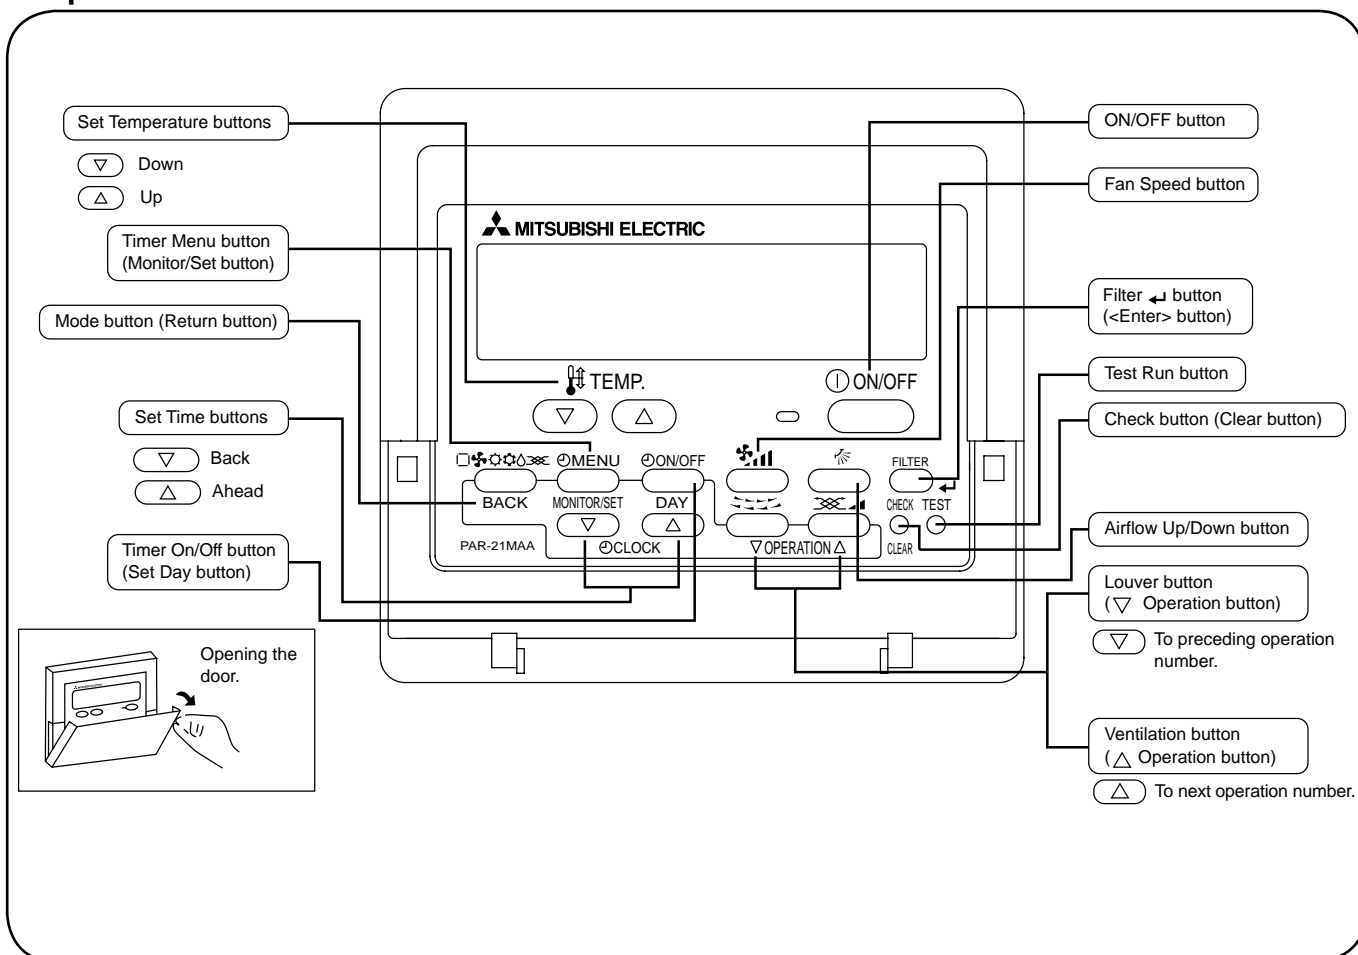 Set Temperature buttons
▽ Down
△ Up
Timer Menu button
(Monitor/Set button)
Mode button (Return button)
Set Time buttons
▽ Back
△ Ahead
Timer On/Off button
(Set Day button)
Opening the
door.
MITSUBISHI ELECTRIC
TEMP.
ON/OFF
▽ △
MENU
ON/OFF
FILTER
BACK
MONITOR/SET
DAY
CHECK TEST
▽ △
PAR-21MAA
CLOCK
▽ OPERATION △
CLEAR
ON/OFF button
Fan Speed button
Filter ↵ button
(<Enter> button)
Test Run button
Check button (Clear button)
Airflow Up/Down button
Louver button
(▽ Operation button)
▽ To preceding operation
number.
Ventilation button
(△ Operation button)
△ To next operation number.